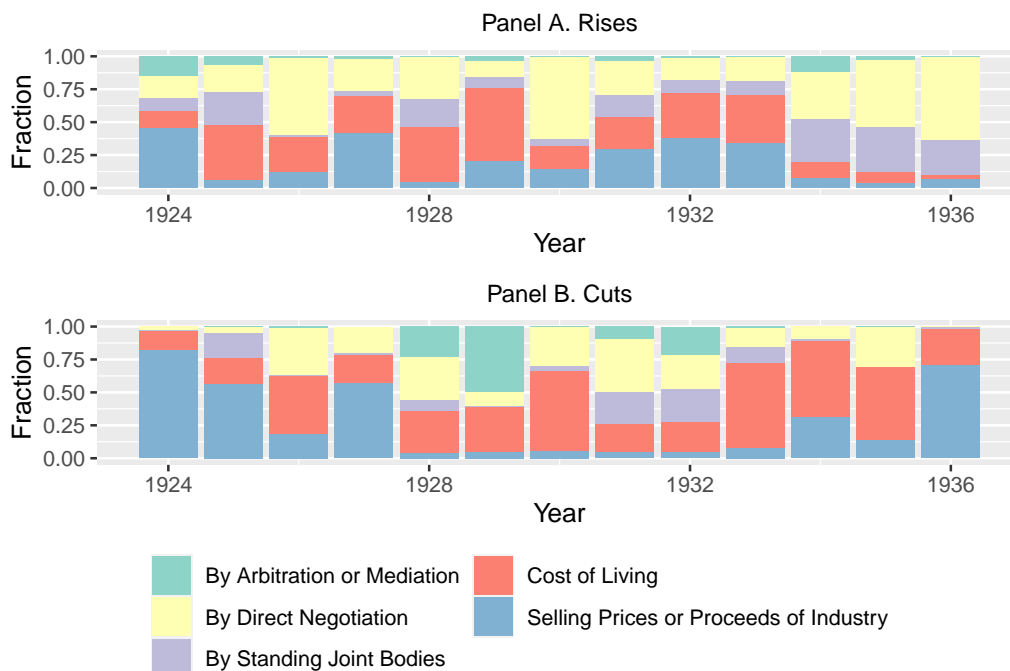 Panel A. Rises
1.00
0.75
0.50
0.25
0.00
Fraction
1924 1928 1932 1936
Year
Panel B. Cuts
1.00
0.75
0.50
0.25
0.00
Fraction
1924 1928 1932 1936
Year
By Arbitration or Mediation Cost of Living
By Direct Negotiation Selling Prices or Proceeds of Industry
By Standing Joint Bodies